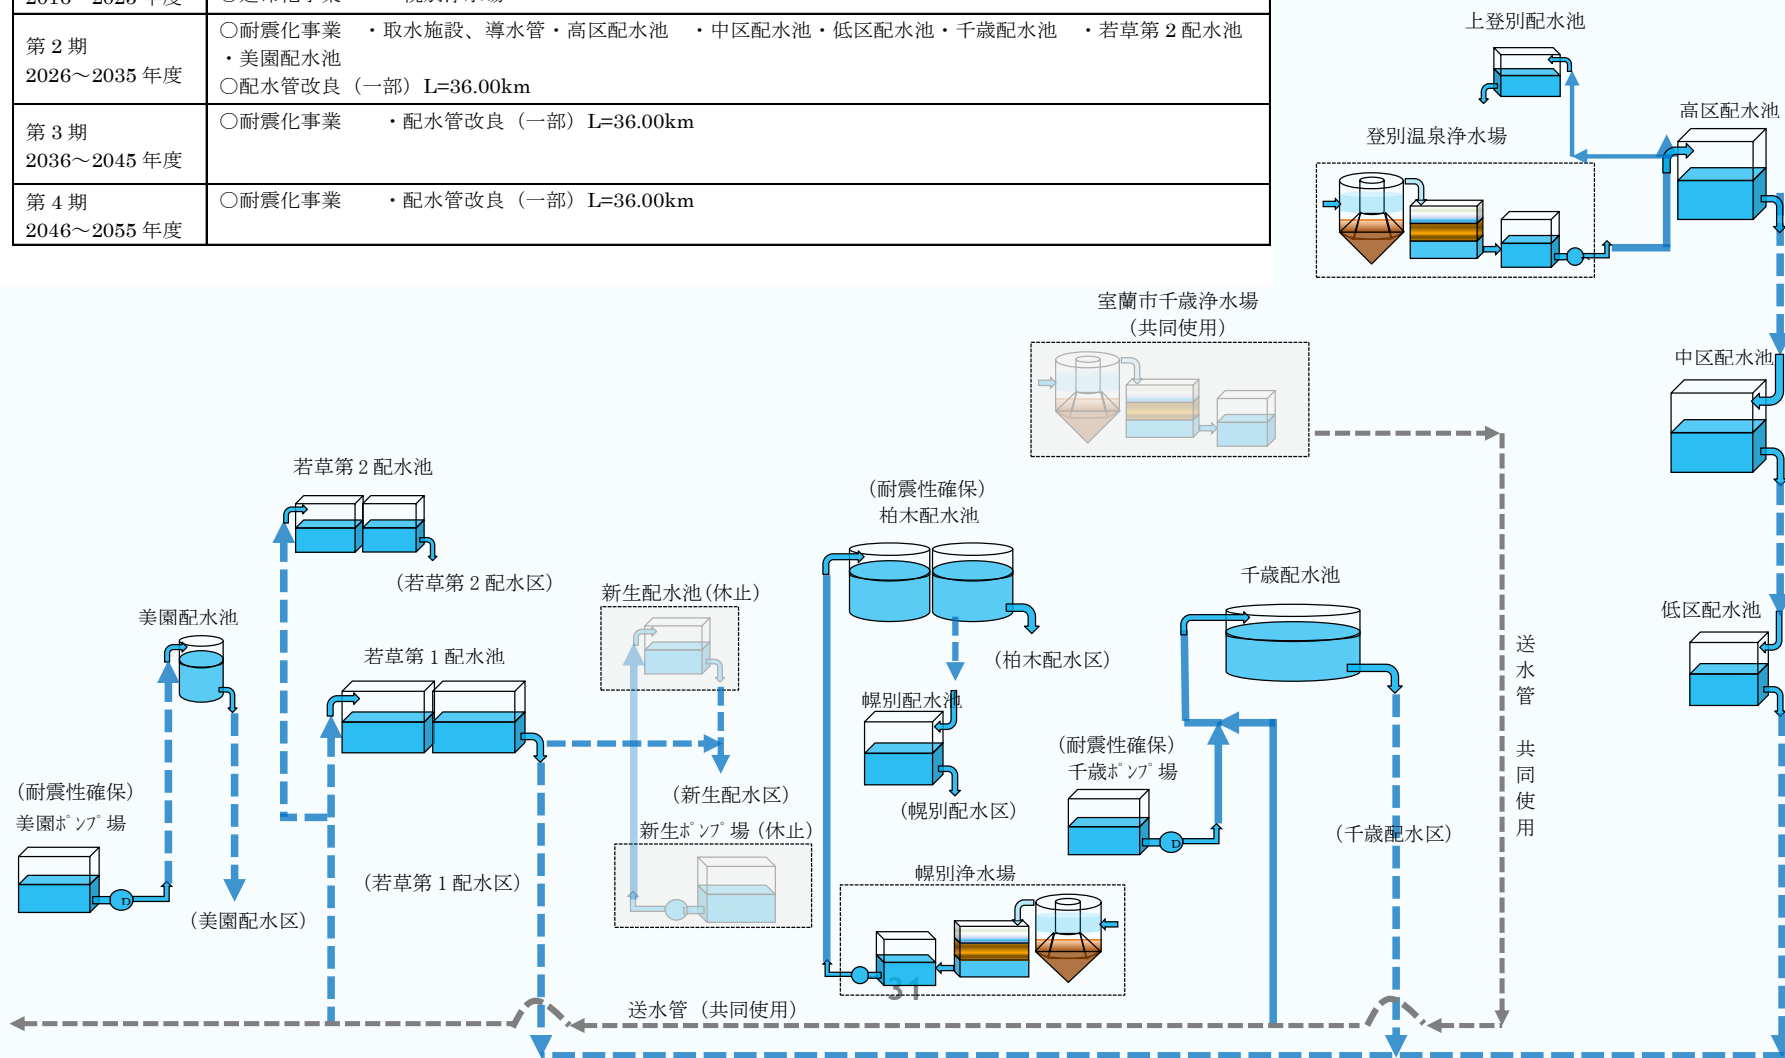 第2期
2026～2035年度
○耐震化事業　・取水施設、導水管・高区配水池　・中区配水池・低区配水池・千歳配水池　・若草第2配水池
・美園配水池
○配水管改良（一部）L=36.00km
第3期
2036～2045年度
○耐震化事業　　・配水管改良（一部）L=36.00km
第4期
2046～2055年度
○耐震化事業　　・配水管改良（一部）L=36.00km
上登別配水池
高区配水池
登別温泉浄水場
室蘭市千歳浄水場
（共同使用）
中区配水池
若草第2配水池
（耐震性確保）
柏木配水池
（若草第2配水区）
新生配水池(休止)
千歳配水池
美園配水池
低区配水池
若草第1配水池
（柏木配水区）
送水管　共同使用
幌別配水池
（耐震性確保）
千歳ﾎﾟﾝﾌﾟ場
（耐震性確保）
美園ﾎﾟﾝﾌﾟ場
（新生配水区）
（幌別配水区）
新生ﾎﾟﾝﾌﾟ場(休止)
（千歳配水区）
（若草第1配水区）
幌別浄水場
（美園配水区）
31
送水管（共同使用）